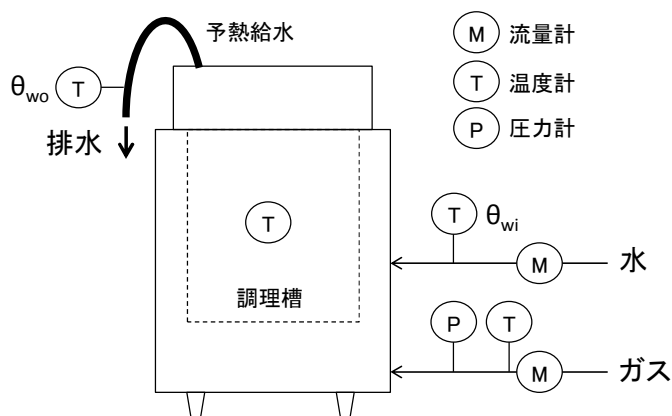 予熱給水
M 流量計
θwo T
T 温度計
排水
P 圧力計
T
T θwi
M 水
調理槽
P T
M ガス